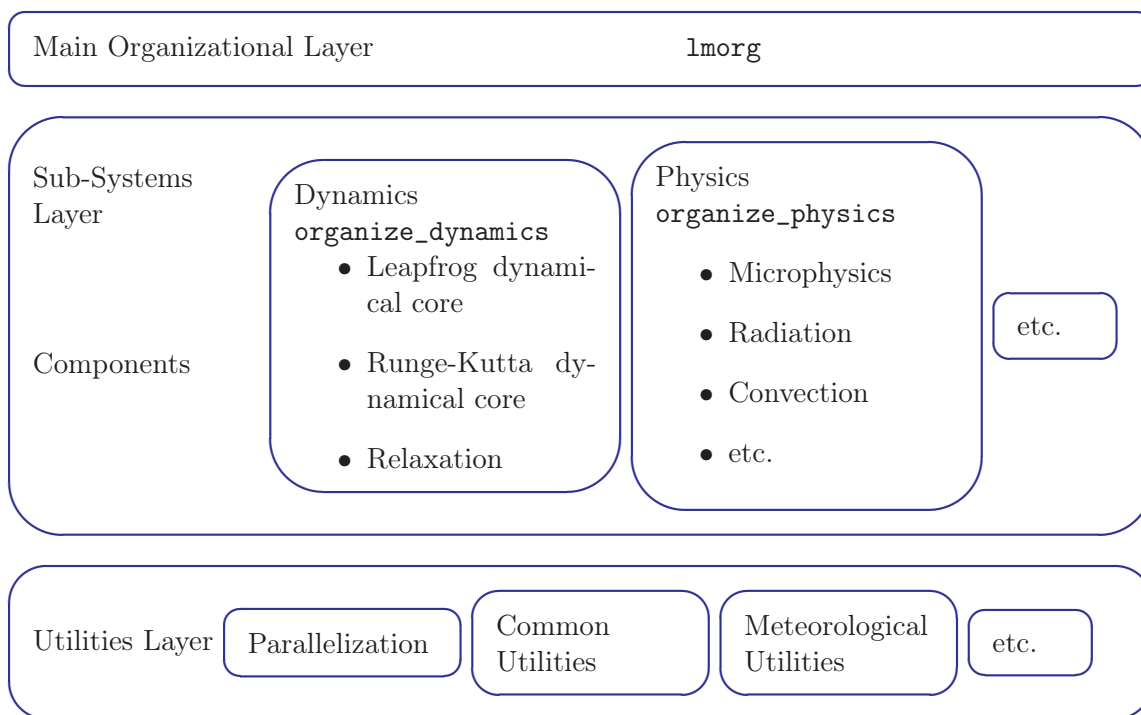 Main Organizational Layer lmorg
Sub-Systems
Layer
Components
Dynamics
organize_dynamics
• Leapfrog dynami-
cal core
• Runge-Kutta dy-
namical core
• Relaxation
Physics
organize_physics
• Microphysics
• Radiation
• Convection
• etc.
etc.
Utilities Layer
Parallelization
Common
Utilities
Meteorological
Utilities
etc.